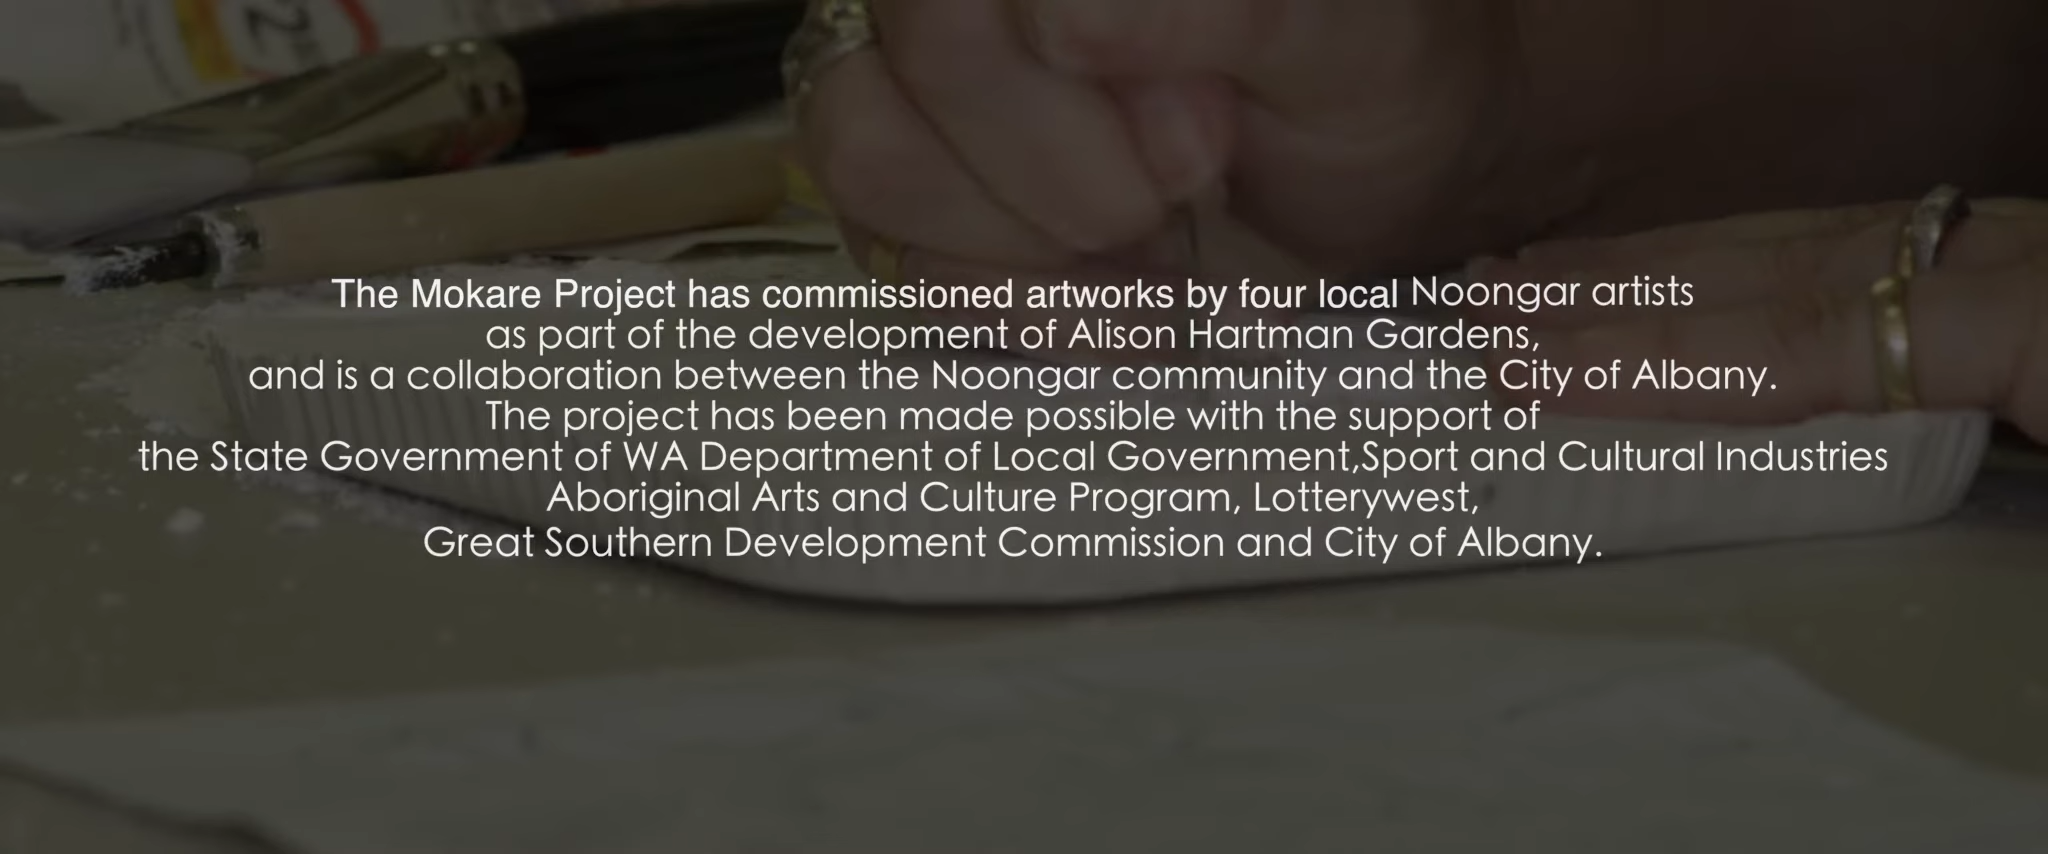 The Mokare Project has commissioned artworks by four local Noongar artists
as part of the development of Alison Hartman Gardens,
and is a collaboration between the Noongar community and the City of Albany.
The project has been made possible with the support of
the State Government of WA Department of Local Government,Sport and Cultural Industries
Aboriginal Arts and Culture Program, Lotterywest,
Great Southern Development Commission and City of Albany.